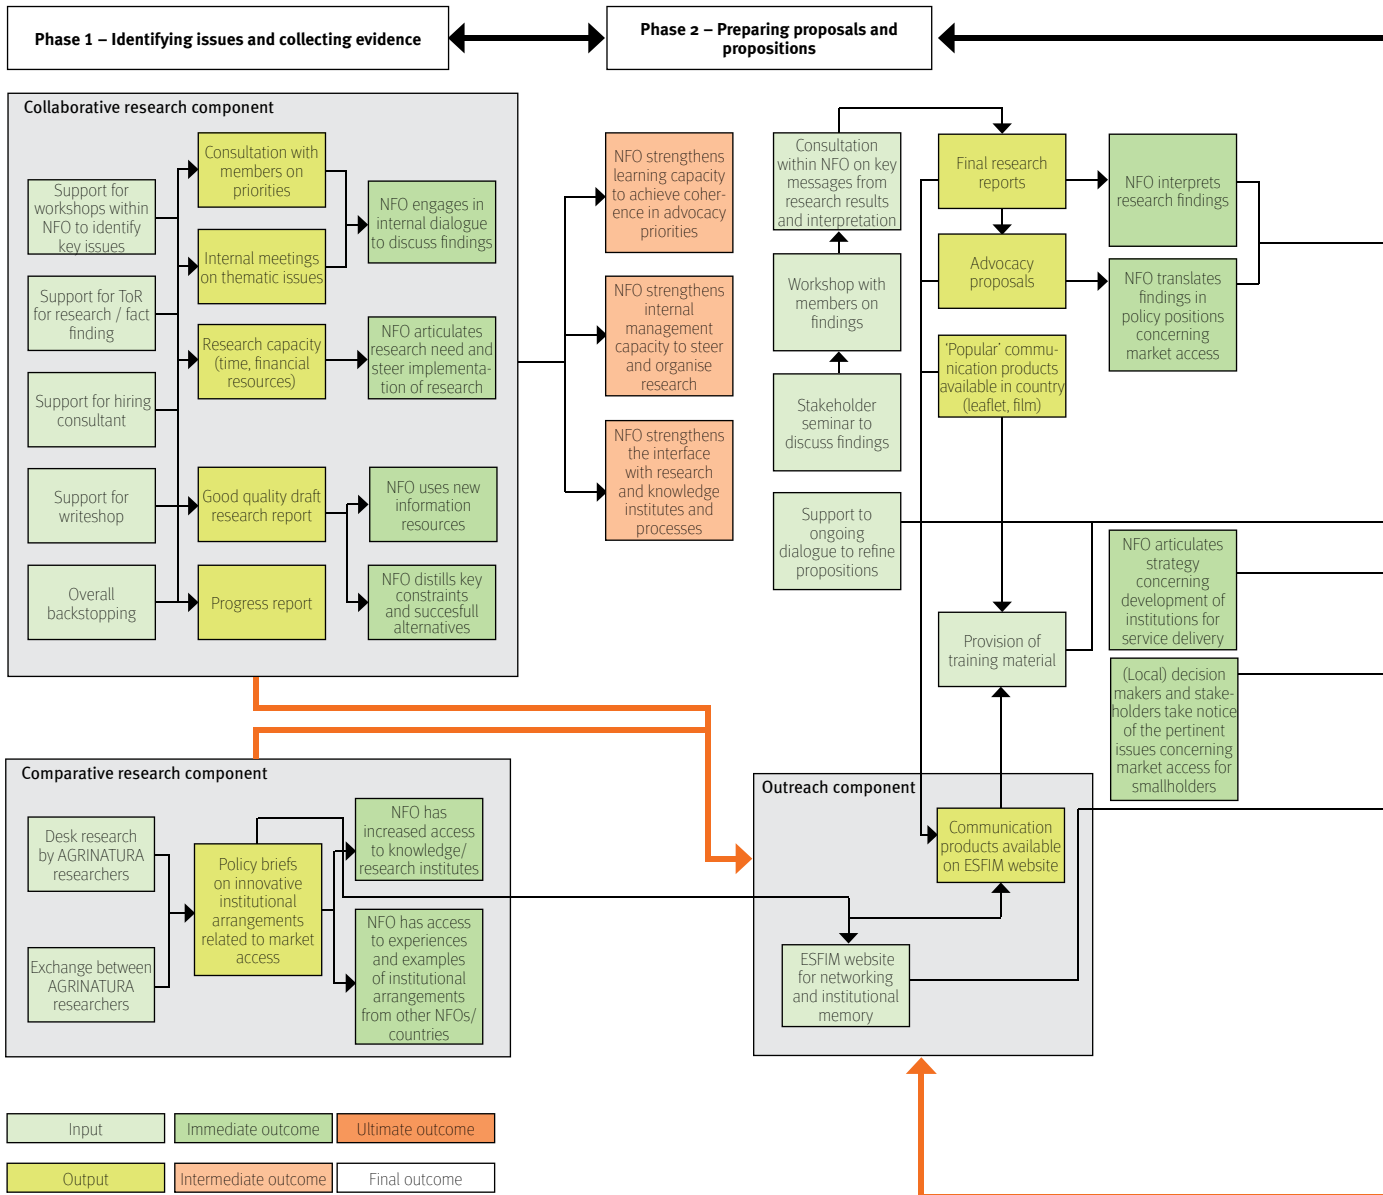 Phase 1 – Identifying issues and collecting evidence
Phase 2 – Preparing proposals and
propositions
Collaborative research component
Support for
workshops within
NFO to identify
key issues
Support for ToR
for research / fact
finding
Support for hiring
consultant
Support for
writeshop
Overall
backstopping
Consultation with
members on
priorities
Internal meetings
on thematic issues
Research capacity
(time, financial
resources)
Good quality draft
research report
Progress report
NFO engages in
internal dialogue
to discuss findings
NFO articulates
research need and
steer implementa-
tion of research
NFO uses new
information
resources
NFO distills key
constraints
and succesfull
alternatives
NFO strengthens
learning capacity
to achieve coher-
ence in advocacy
priorities
NFO strengthens
internal
management
capacity to steer
and organise
research
NFO strengthens
the interface
with research
and knowledge
institutes and
processes
Consultation
within NFO on key
messages from
research results
and interpretation
Workshop with
members on
findings
Stakeholder
seminar to
discuss findings
Support to
ongoing
dialogue to refine
propositions
Final research
reports
Advocacy
proposals
‘Popular’ commu-
nication products
available in country
(leaflet, film)
Provision of
training material
NFO interprets
research findings
NFO translates
findings in
policy positions
concerning
market access
NFO articulates
strategy
concerning
development of
institutions for
service delivery
(Local) decision
makers and stake-
holders take notice
of the pertinent
issues concerning
market access for
smallholders
Comparative research component
Desk research
by AGRINATURA
researchers
Exchange between
AGRINATURA
researchers
Policy briefs
on innovative
institutional
arrangements
related to market
access
NFO has
increased access
to knowledge/
research institutes
NFO has access
to experiences
and examples
of institutional
arrangements
from other NFOs/
countries
Outreach component
Communication
products available
on ESFIM website
ESFIM website
for networking
and institutional
memory
Input
Immediate outcome
Ultimate outcome
Output
Intermediate outcome
Final outcome